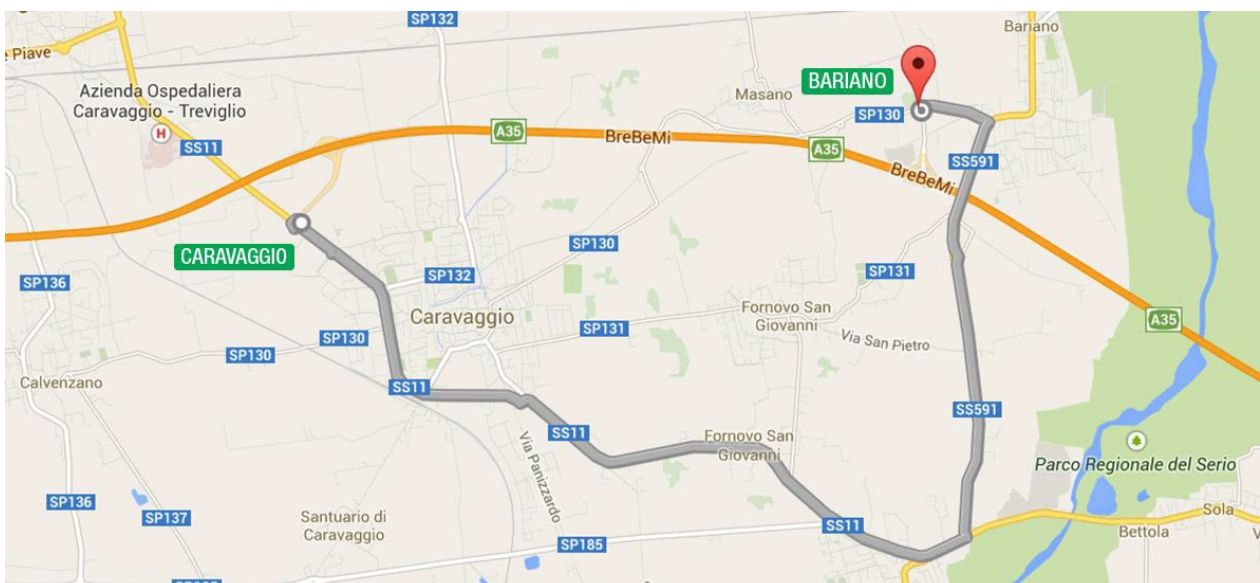 SP132
Bariano
e Piave
Azienda Ospedaliera
Caravaggio - Treviglio
H
BARIANO
Masano
SP130
SS11
A35
BreBeMi
A35
SS591
BreBeMi
CARAVAGGIO
SP136
SP130
SP132
SP131
Caravaggio
Fornovo San
Giovanni
SP131
A35
SP130
SP130
Via San Pietro
Calvenzano
SS11
SS591
SS11
Fornovo San
Giovanni
Via Panizzardo
Parco Regionale del Serio
SP136
SP137
Santuario di
Caravaggio
SS11
Sola
Bettola
V
SP185